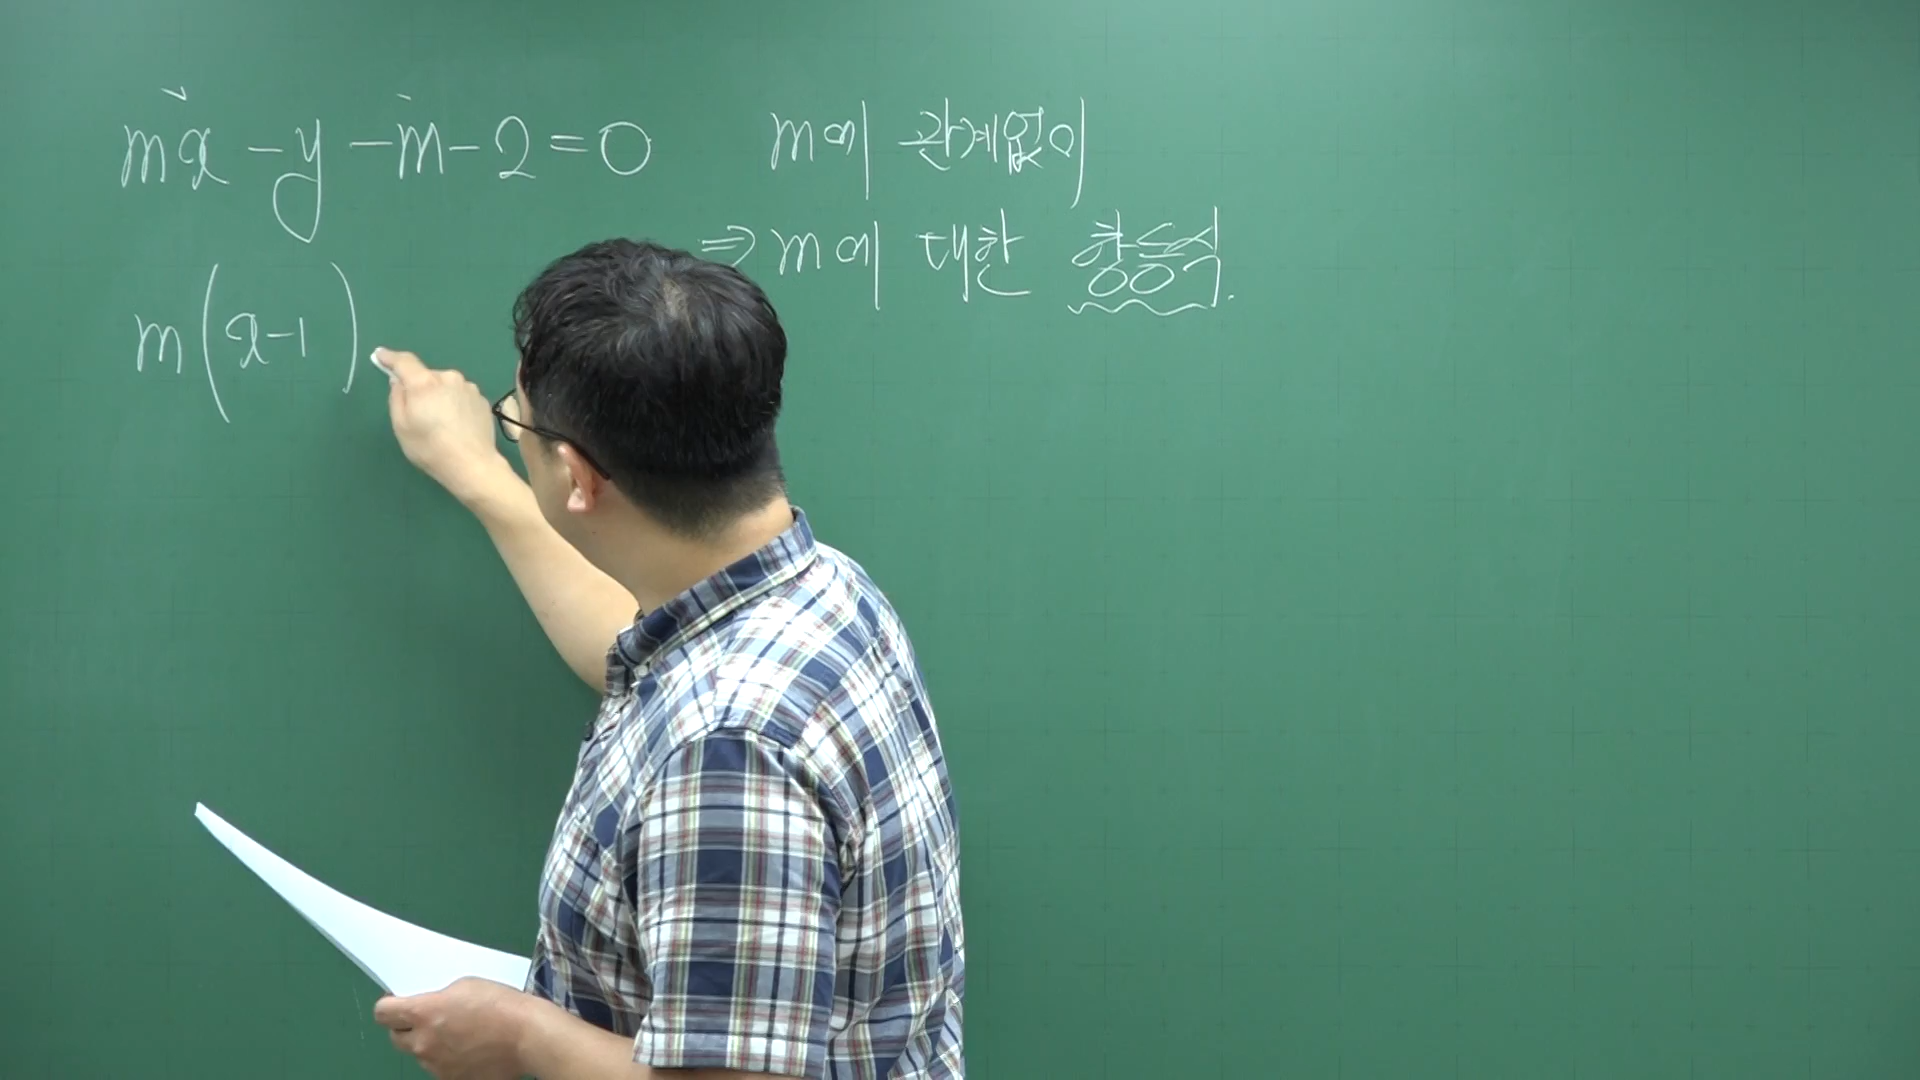 mx - y - m - 2 = 0 m에 관계없이
⇒ m에 대한 항등식.
m(x-1)